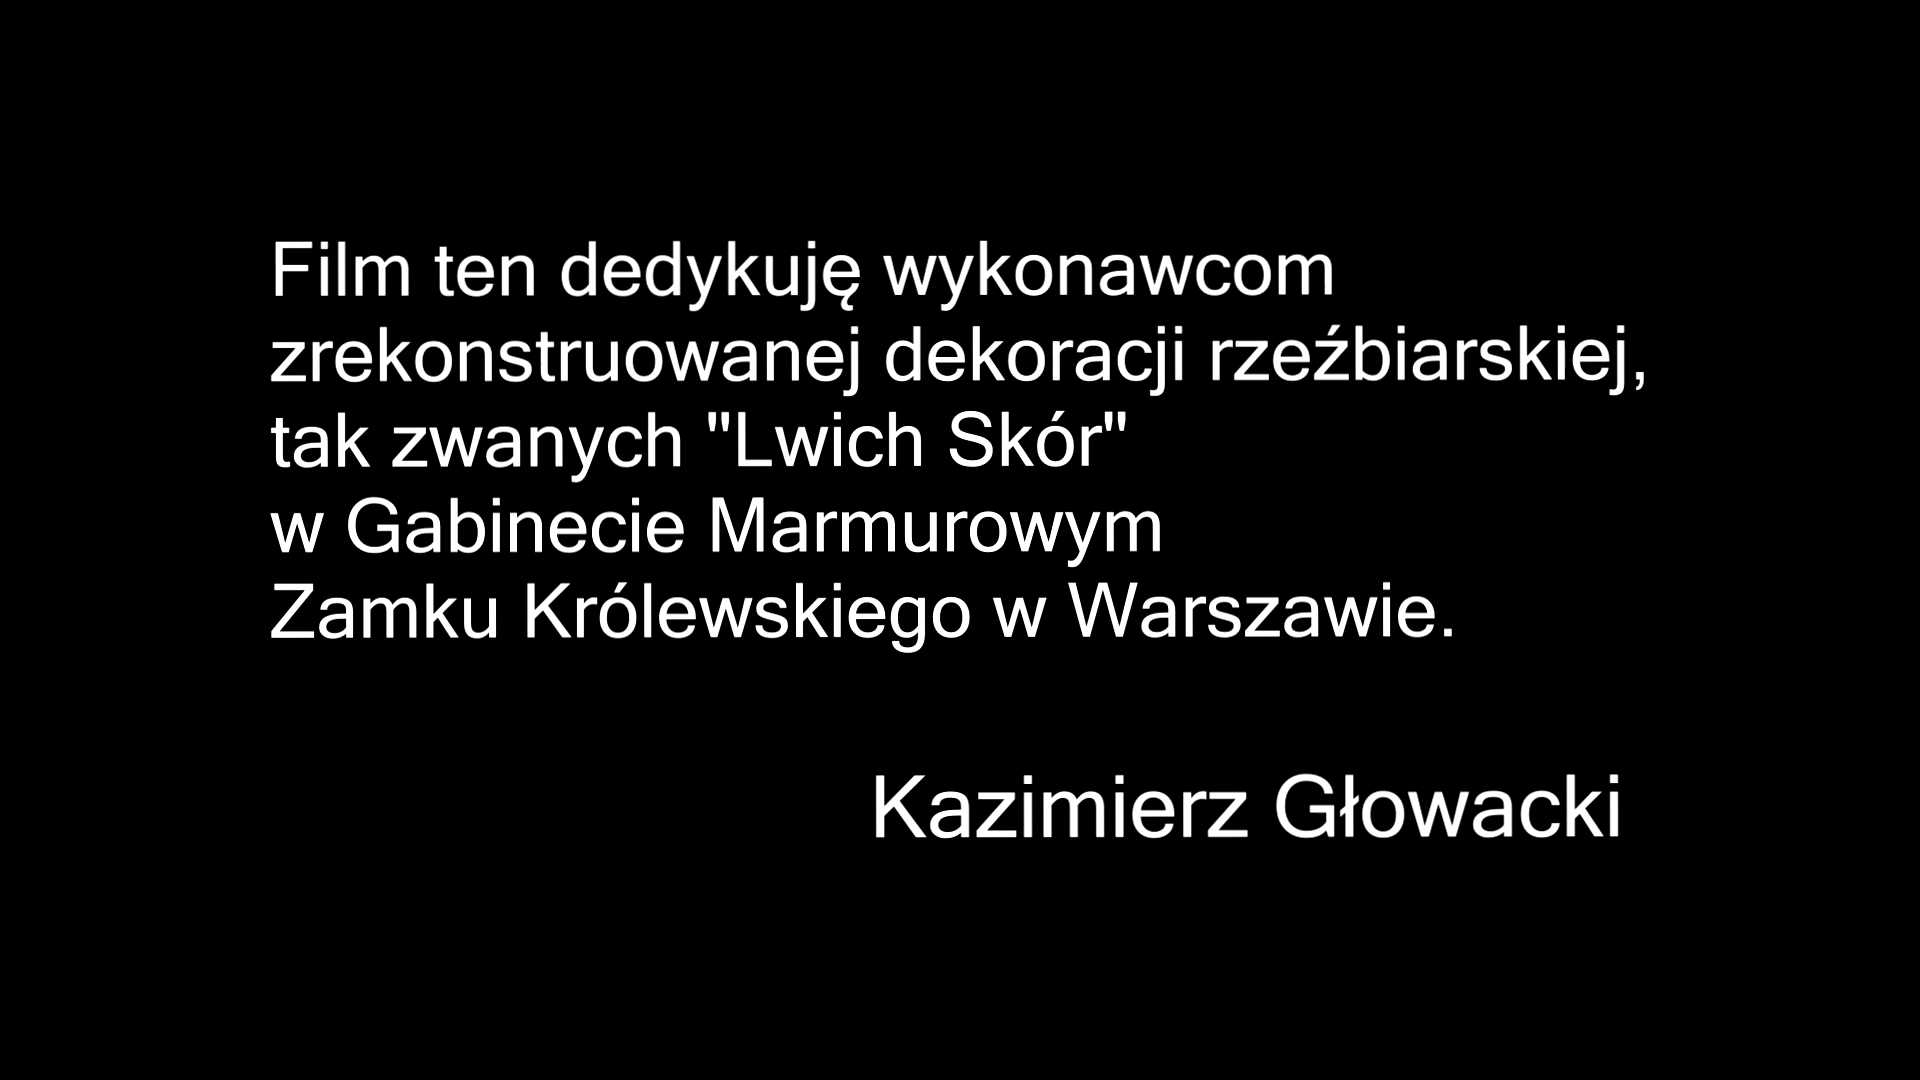 Film ten dedykuję wykonawcom
zrekonstruowanej dekoracji rzeźbiarskiej,
tak zwanych "Lwich Skór"
w Gabinecie Marmurowym
Zamku Królewskiego w Warszawie.
Kazimierz Głowacki